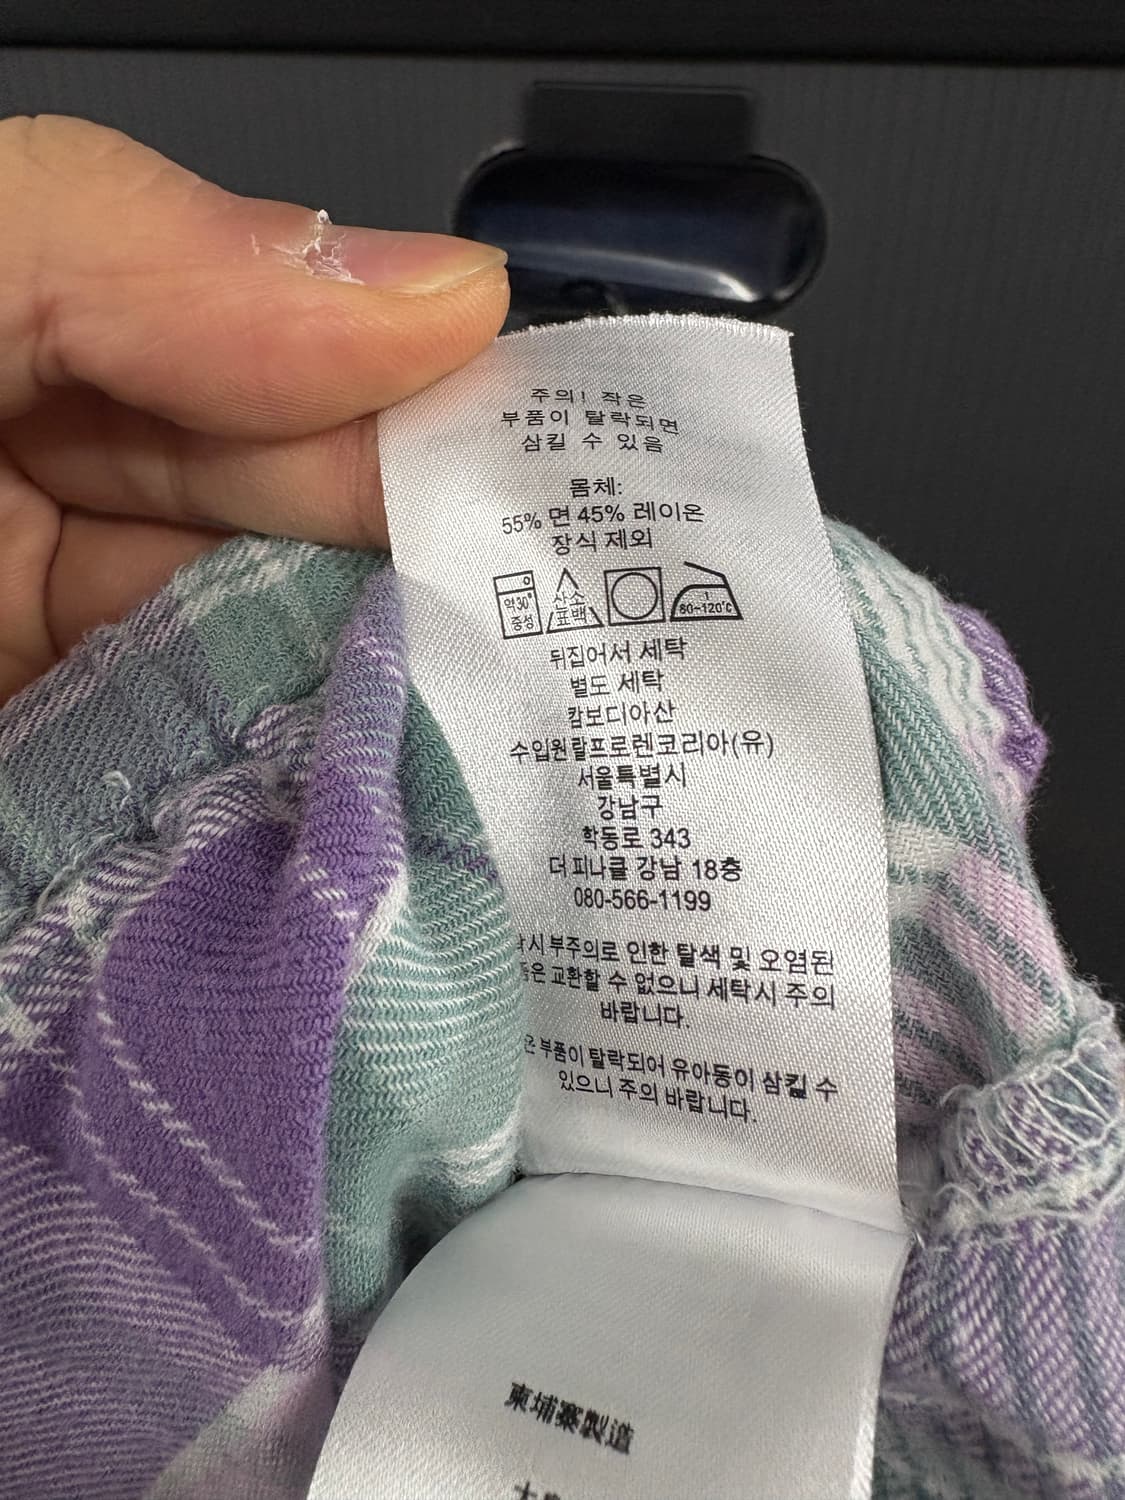 주의! 작은
부품이 탈락되면
삼킬 수 있음
몸체:
55% 면 45% 레이온
장식 제외
약30° 중성
산소 표백
80~120℃
뒤집어서 세탁
별도 세탁
캄보디아산
수입원 랄프로렌코리아(유)
서울특별시
강남구
학동로 343
더 피나클 강남 18층
080-566-1199
부주의로 인한 탈색 및 오염된
교환할 수 없으니 세탁시 주의
바랍니다.
부품이 탈락되어 유아동이 삼킬 수
있으니 주의 바랍니다.
柬埔寨製造